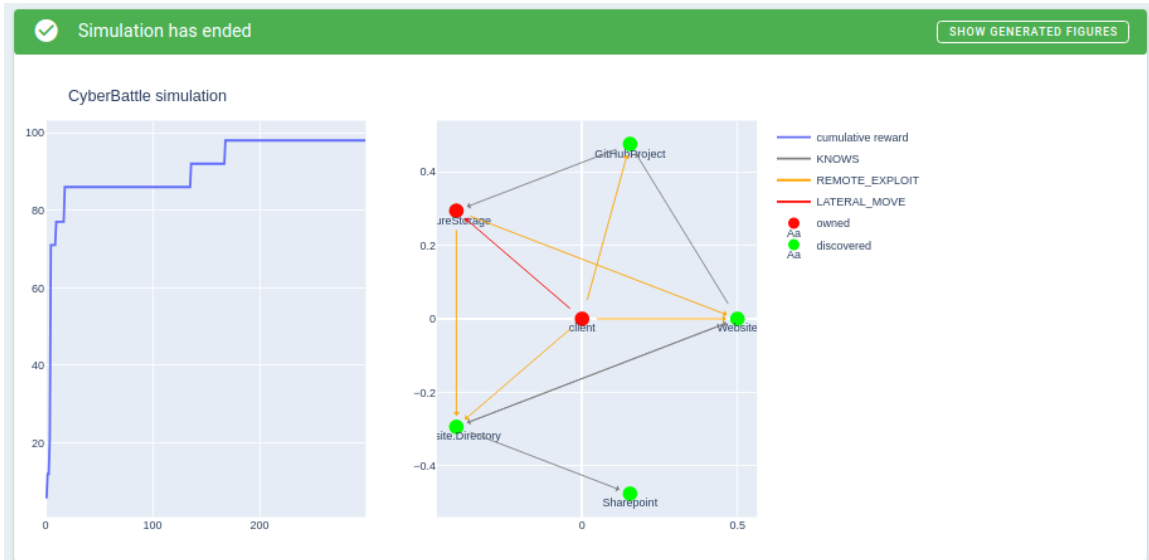 Simulation has ended
SHOW GENERATED FIGURES
CyberBattle simulation
100
80
60
40
20
0
100
200
0.4
0.2
0
−0.2
−0.4
0
0.5
GitHubProject
ureStorage
client
Website
site.Directory
Sharepoint
cumulative reward
KNOWS
REMOTE_EXPLOIT
LATERAL_MOVE
owned
Aa
discovered
Aa